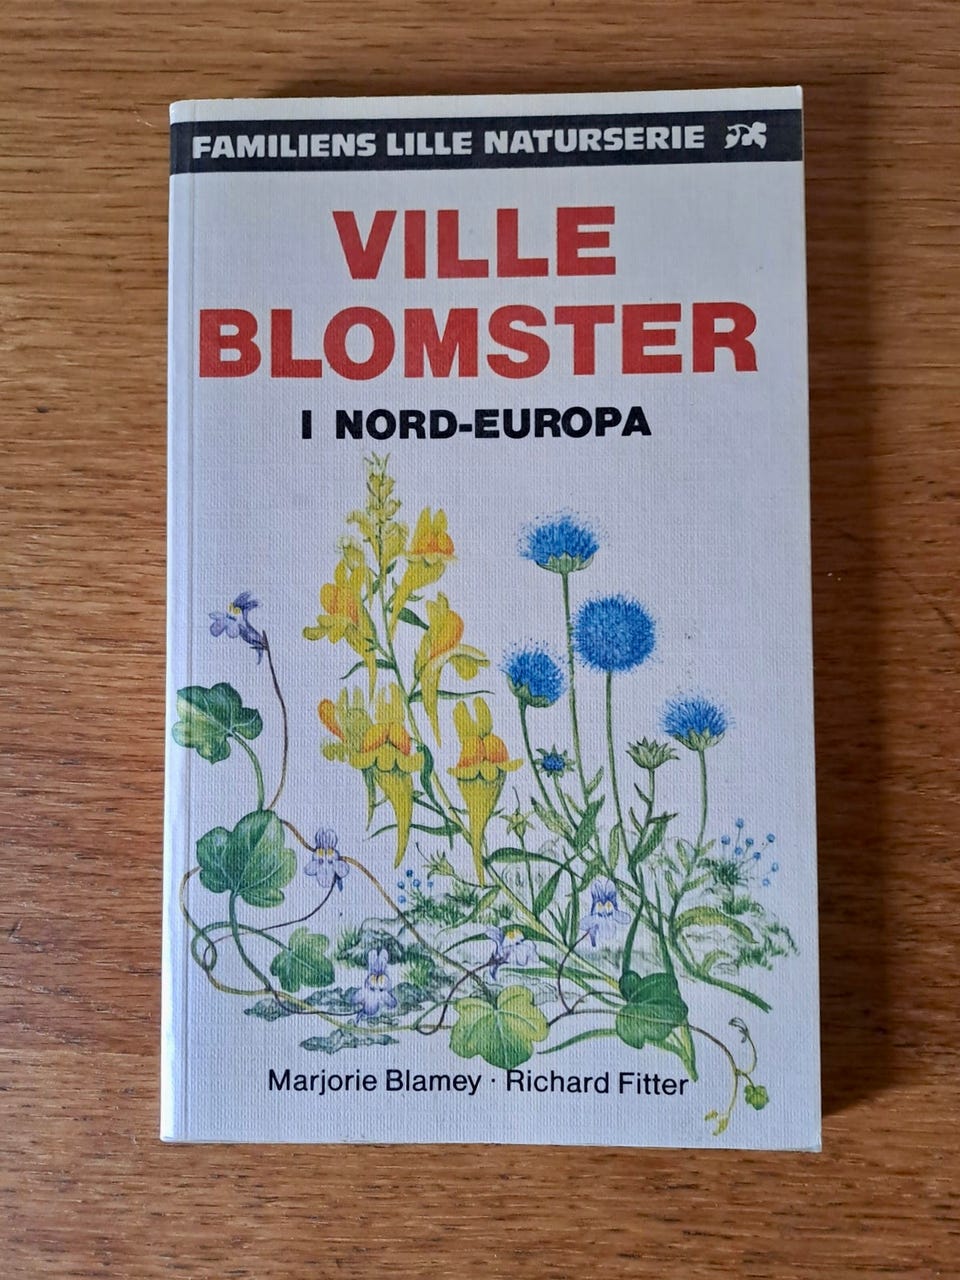 FAMILIENS LILLE NATURSERIE
VILLE
BLOMSTER
I NORD-EUROPA
Marjorie Blamey · Richard Fitter